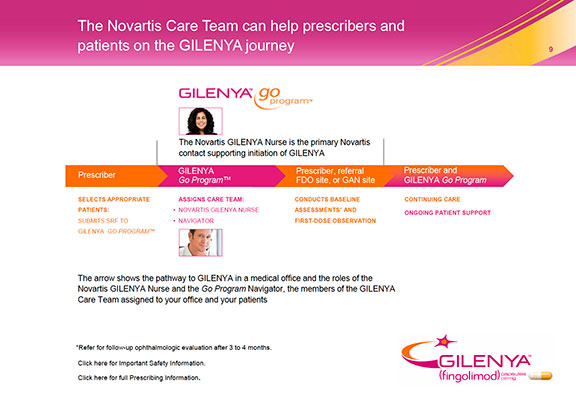 The Novartis Care Team can help prescribers and
patients on the GILENYA journey
9
GILENYA go
program™
The Novartis GILENYA Nurse is the primary Novartis
contact supporting initiation of GILENYA
Prescriber
GILENYA
Go Program™
Prescriber, referral
FDO site, or GAN site
Prescriber and
GILENYA Go Program
SELECTS APPROPRIATE
PATIENTS:
SUBMITS SRF TO
GILENYA GO PROGRAM™
ASSIGNS CARE TEAM:
• NOVARTIS GILENYA NURSE
• NAVIGATOR
CONDUCTS BASELINE
ASSESSMENTS* AND
FIRST-DOSE OBSERVATION
CONTINUING CARE
ONGOING PATIENT SUPPORT
The arrow shows the pathway to GILENYA in a medical office and the roles of the
Novartis GILENYA Nurse and the Go Program Navigator, the members of the GILENYA
Care Team assigned to your office and your patients
*Refer for follow-up ophthalmologic evaluation after 3 to 4 months.
Click here for Important Safety Information.
Click here for full Prescribing Information.
GILENYA™
(fingolimod) capsules